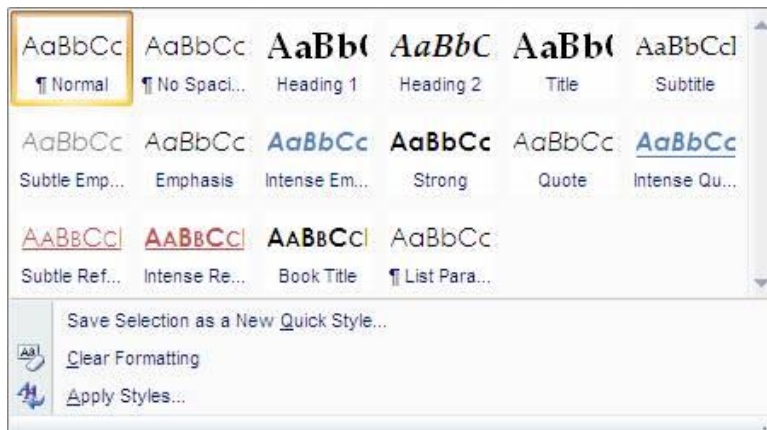 AaBbCc AaBbCc AaBb( AaBbC AaBb( AaBbCcl
¶ Normal ¶ No Spaci... Heading 1 Heading 2 Title Subtitle
AaBbCc AaBbCc AaBbCc AaBbCc AaBbCc AaBbCc
Subtle Emp... Emphasis Intense Em... Strong Quote Intense Qu...
AABBCCl AABBCCl AABBCCl AaBbCc
Subtle Ref... Intense Re... Book Title ¶ List Para...
Save Selection as a New Quick Style...
Clear Formatting
Apply Styles...